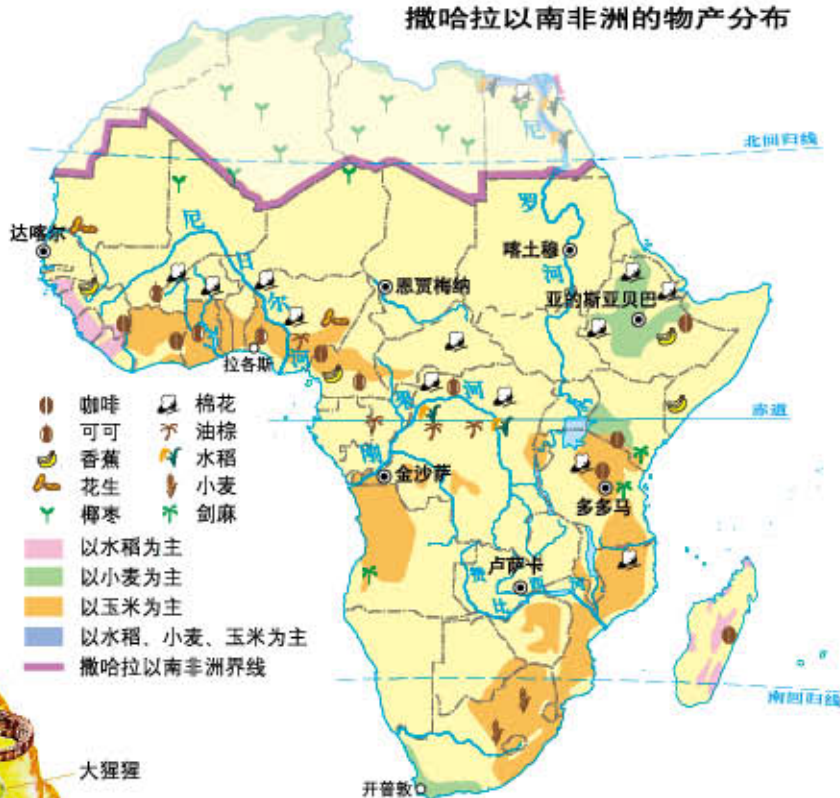 撒哈拉以南非洲的物产分布
北回归线
尼
罗
河
达喀尔
尼
日
尔
河
喀土穆
恩贾梅纳
亚的斯亚贝巴
拉各斯
咖啡
棉花
可可
油棕
香蕉
水稻
花生
小麦
椰枣
剑麻
以水稻为主
以小麦为主
以玉米为主
以水稻、小麦、玉米为主
撒哈拉以南非洲界线
刚
果
河
赤道
金沙萨
多多马
卢萨卡
赞
比
西
河
南回归线
大猩猩
开普敦